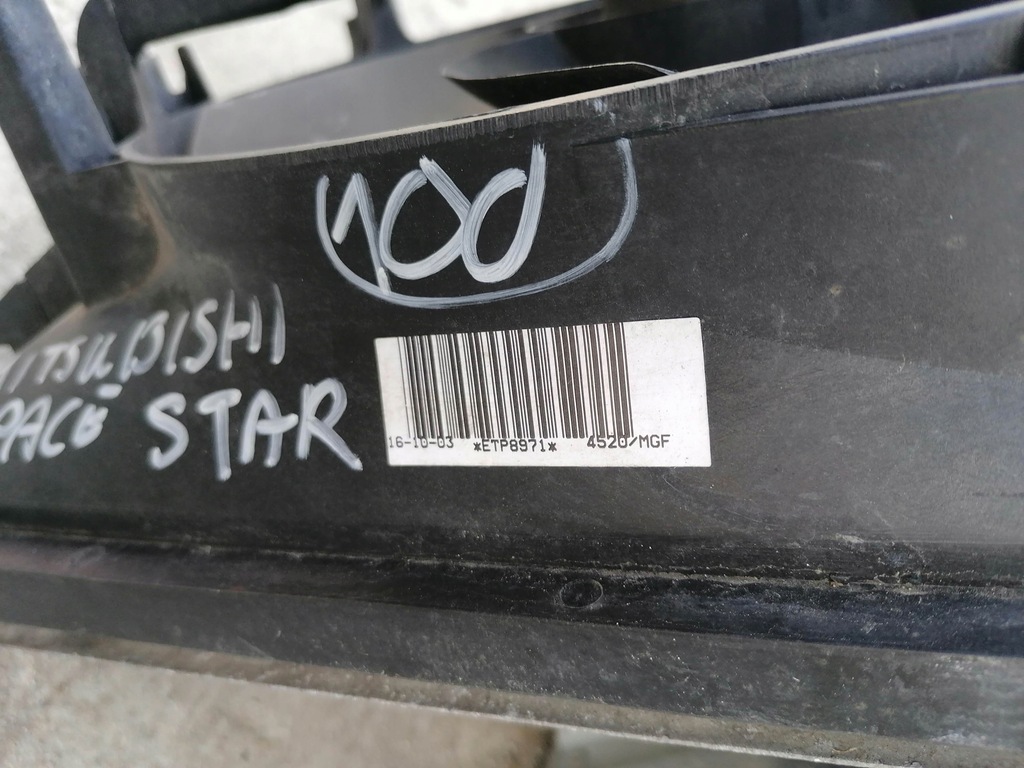 100
ITSUBISHI
PACE STAR
16-10-03 *ETP8971* 4520/MGF